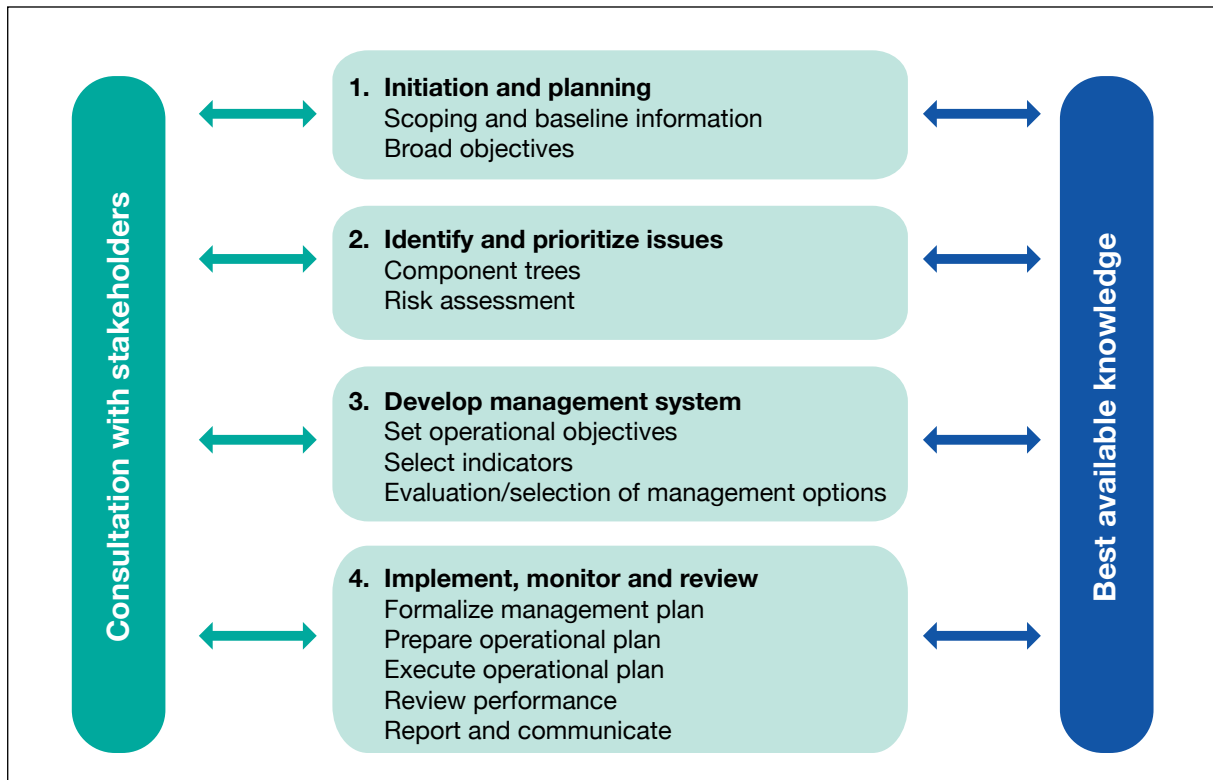 Consultation with stakeholders
1. Initiation and planning
Scoping and baseline information
Broad objectives
2. Identify and prioritize issues
Component trees
Risk assessment
3. Develop management system
Set operational objectives
Select indicators
Evaluation/selection of management options
4. Implement, monitor and review
Formalize management plan
Prepare operational plan
Execute operational plan
Review performance
Report and communicate
Best available knowledge